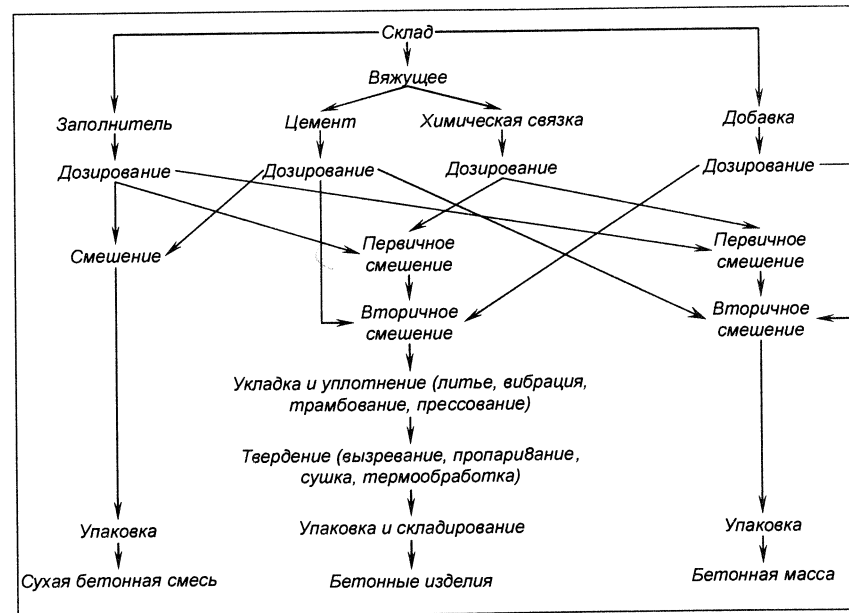 Склад
Вяжущее
Заполнитель
Цемент
Химическая связка
Добавка
Дозирование
Дозирование
Дозирование
Дозирование
Смешение
Первичное
смешение
Первичное
смешение
Вторичное
смешение
Вторичное
смешение
Укладка и уплотнение (литье, вибрация,
трамбование, прессование)
Твердение (вызревание, пропаривание,
сушка, термообработка)
Упаковка
Упаковка и складирование
Упаковка
Сухая бетонная смесь
Бетонные изделия
Бетонная масса